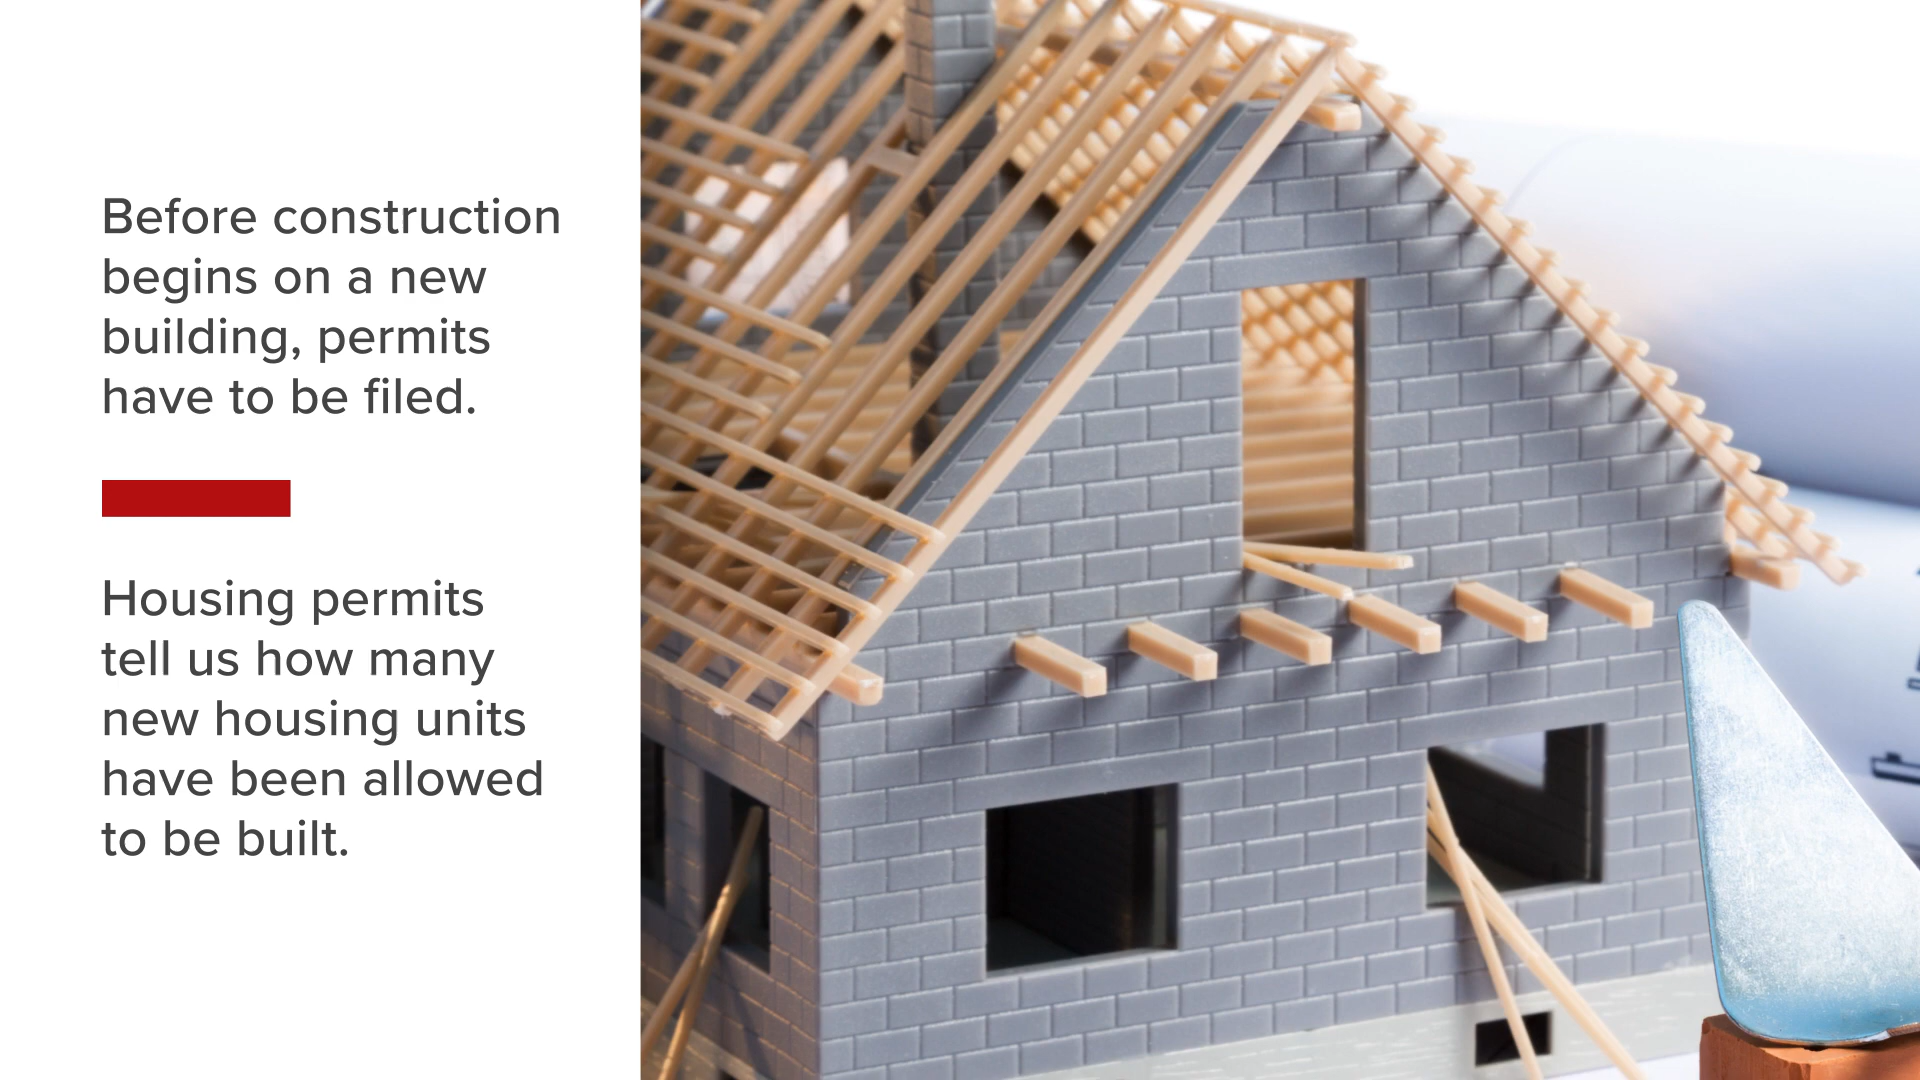 Before construction
begins on a new
building, permits
have to be filed.
Housing permits
tell us how many
new housing units
have been allowed
to be built.